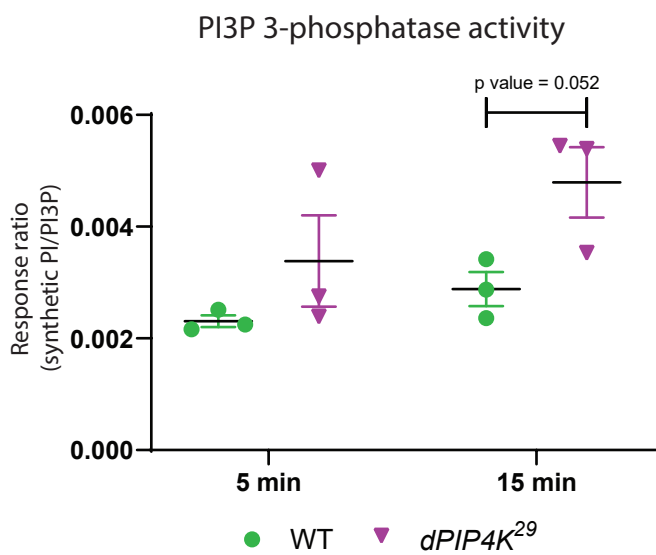 PI3P 3-phosphatase activity
p value = 0.052
0.006
0.004
0.002
0.000
Response ratio
(synthetic PI/PI3P)
5 min
15 min
WT
dPIP4K²⁹